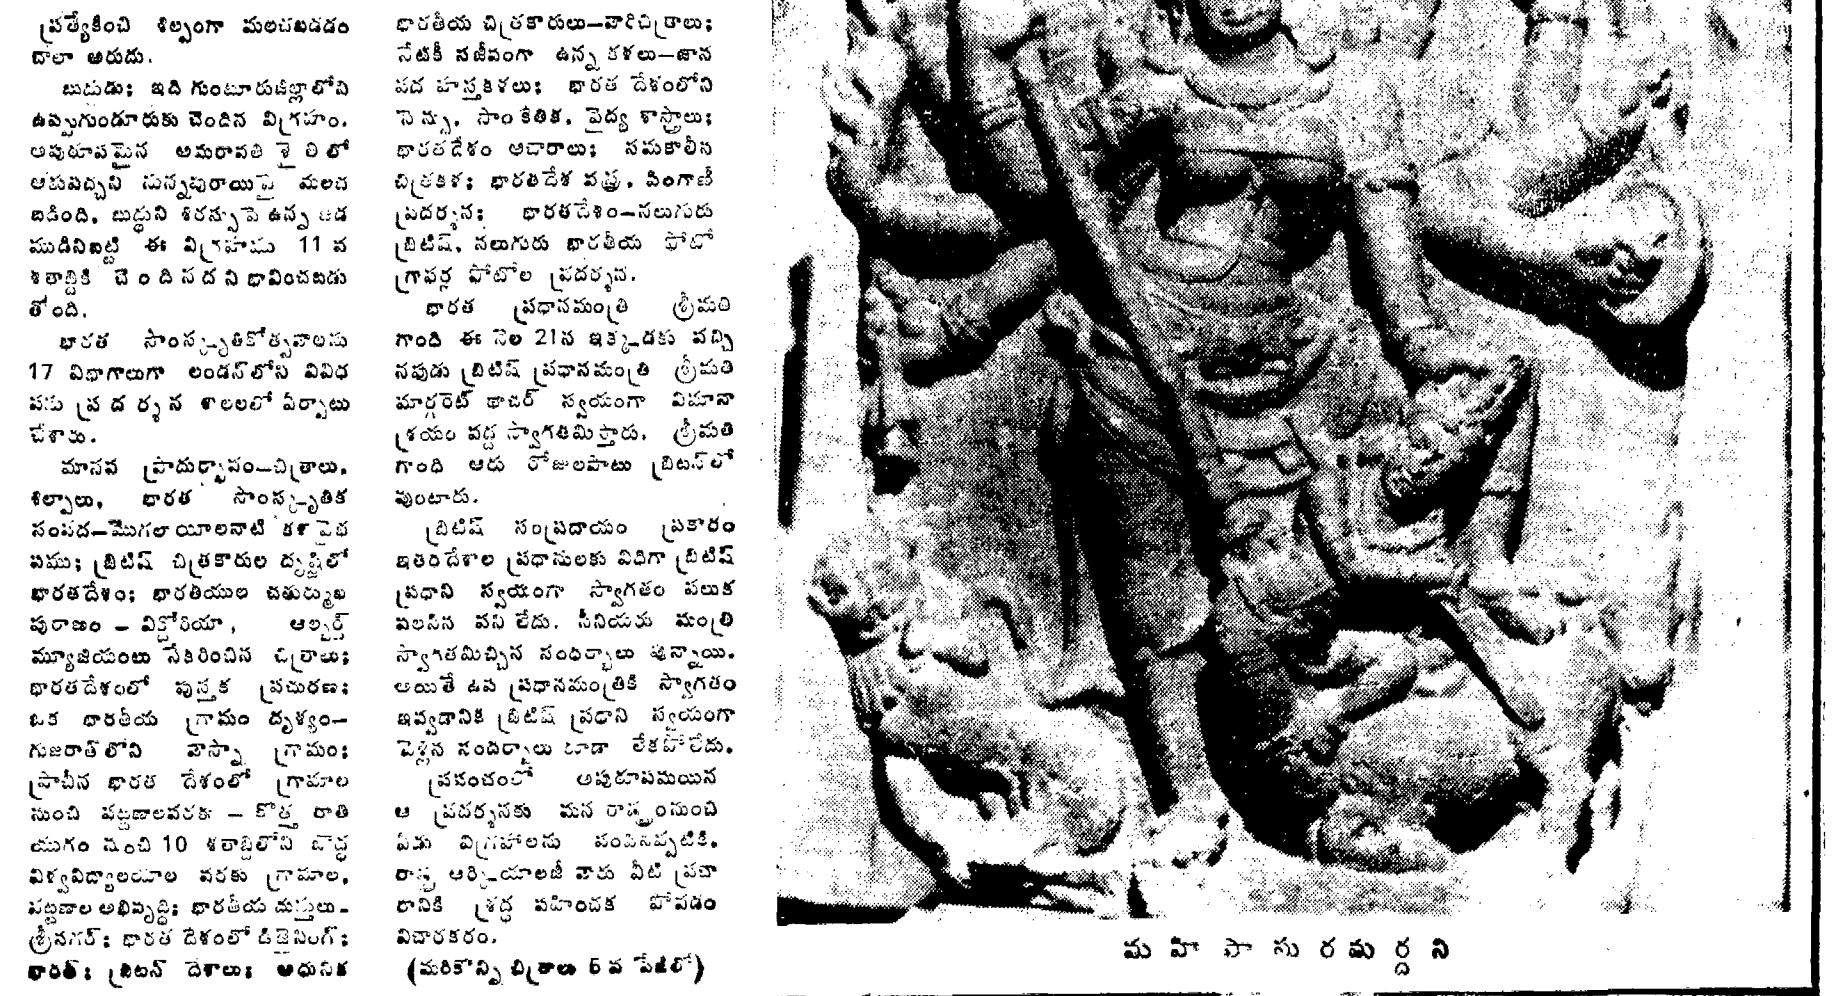 ప్రత్యేకించి శిల్పంగా మలచబడడం
చాలా అరుదు.
బుద్ధుడు: ఇది గుంటూరుజిల్లాలోని
ఉప్పుగుండూరుకు చెందిన విగ్రహం.
అపురూపమైన అమరావతి శైలిలో
ఆకుపచ్చని సున్నపురాయిపై మలచ
బడింది. బుద్ధుని శిరస్సుపై ఉన్న జడ
ముడినిబట్టి ఈ విగ్రహము 11 వ
శతాబ్దికి చెందినదని భావించబడు
తోంది.
భారత సాంస్కృతికోత్సవాలను
17 విభాగాలుగా లండన్‌లోని వివిధ
వస్తు ప్రదర్శన శాలలలో ఏర్పాటు
చేశారు.
మానవ ప్రాదుర్భావం—చిత్రాలు,
శిల్పాలు, భారత సాంస్కృతిక
సంపద—మొగలాయీలనాటి కళా వైభ
వము; బ్రిటిష్ చిత్రకారుల దృష్టిలో
భారతదేశం; భారతీయుల చతుర్ముఖ
పురాణం — విక్టోరియా, ఆల్బర్ట్
మ్యూజియంటు సేకరించిన చిత్రాలు;
భారతదేశంలో పుస్తక ప్రచురణ;
ఒక భారతీయ గ్రామం దృశ్యం—
గుజరాత్‌లోని వాస్నా గ్రామం;
ప్రాచీన భారత దేశంలో గ్రామాల
నుంచి పట్టణాలవరకు — కొత్త రాతి
యుగం నుంచి 10 శతాబ్దిలోని బౌద్ధ
విశ్వవిద్యాలయాల వరకు గ్రామాల,
పట్టణాల అభివృద్ధి; భారతీయ దుస్తులు—
శ్రీనగర్; భారత దేశంలో డిజైనింగ్;
భారత్; బ్రిటన్ దేశాలు; ఆధునిక
భారతీయ చిత్రకారులు—వారిచిత్రాలు;
నేటికీ సజీవంగా ఉన్న కళలు—జాన
పద హస్తకళలు; భారత దేశంలోని
సైన్సు, సాంకేతిక, వైద్య శాస్త్రాలు;
భారతదేశం ఆచారాలు; సమకాలీన
చిత్రకళ; భారతదేశ వస్త్ర, పింగాణీ
ప్రదర్శన; భారతదేశం—నలుగురు
బ్రిటిష్, నలుగురు భారతీయ ఫోటో
గ్రాఫర్ల ఫోటోల ప్రదర్శన.
భారత ప్రధానమంత్రి శ్రీమతి
గాంధి ఈ నెల 21న ఇక్కడకు వచ్చి
నపుడు బ్రిటిష్ ప్రధానమంత్రి శ్రీమతి
మార్గరెట్ థాచర్ స్వయంగా విమానా
శ్రయం వద్ద స్వాగతమిస్తారు. శ్రీమతి
గాంధి ఆరు రోజులపాటు బ్రిటన్‌లో
వుంటారు.
బ్రిటిష్ సంప్రదాయం ప్రకారం
ఇతరదేశాల ప్రధానులకు విధిగా బ్రిటిష్
ప్రధాని స్వయంగా స్వాగతం పలుక
వలసిన పని లేదు. సీనియరు మంత్రి
స్వాగతమిచ్చిన సందర్భాలు వున్నాయి.
అయితే ఉప ప్రధానమంత్రికి స్వాగతం
ఇవ్వడానికి బ్రిటిష్ ప్రధాని స్వయంగా
వెళ్లిన సందర్భాలు కూడా లేకపోలేదు.
ప్రపంచంలో అపురూపమయిన
ఆ ప్రదర్శనకు మన రాష్ట్రంనుంచి
ఏడు విగ్రహాలను పంపినప్పటికీ,
రాష్ట్ర ఆర్కియాలజీ వారు వీటి ప్రచా
రానికి శ్రద్ధ వహించక పోవడం
విచారకరం.
(మరికొన్ని చిత్రాలు 6 వ పేజీలో)
మహిషాసురమర్దని